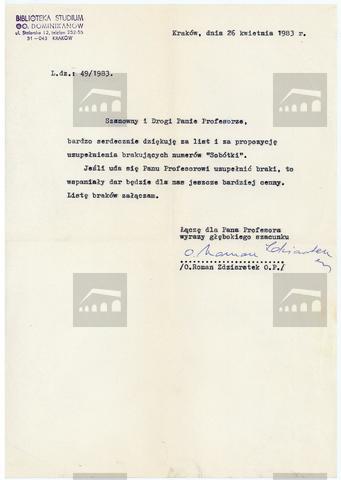 BIBLIOTEKA STUDIUM
OO. DOMINIKANÓW
ul. Stolarska 12, telefon 252-55
31-043 KRAKÓW
Kraków, dnia 26 kwietnia 1983 r.
L.dz.: 49/1983.
Szanowny i Drogi Panie Profesorze,
bardzo serdecznie dziękuję za list i za propozycję
uzupełnienia brakujących numerów "Sobótki".
Jeśli uda się Panu Profesorowi uzupełnić braki, to
wspaniały dar będzie dla nas jeszcze bardziej cenny.
Listę braków załączam.
Łączę dla Pana Profesora
wyrazy głębokiego szacunku
O. Roman Zdziarstek
/O.Roman Zdziarstek O.P./